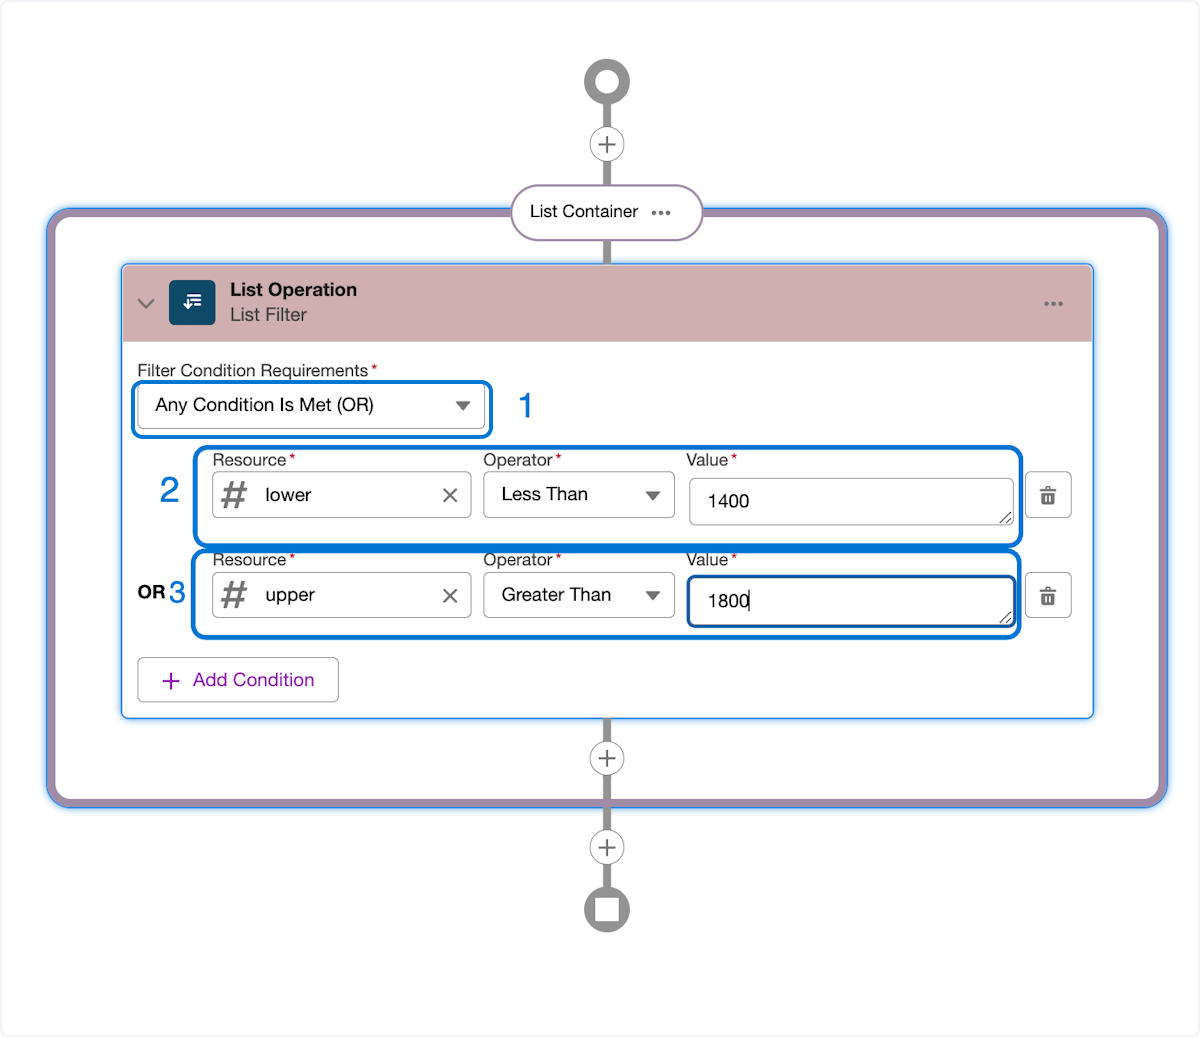 List Container
List Operation
List Filter
Filter Condition Requirements*
Any Condition Is Met (OR)
1
2
Resource* Operator* Value*
lower Less Than 1400
OR 3
Resource* Operator* Value*
upper Greater Than 1800
+ Add Condition